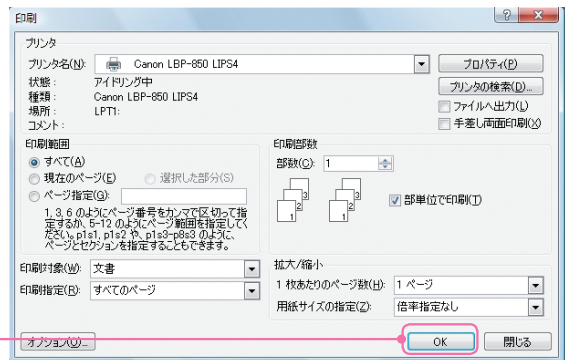 印刷
プリンタ
プリンタ名(N): Canon LBP-850 LIPS4 プロパティ(P)
状態: アイドリング中 プリンタの検索(D)...
種類: Canon LBP-850 LIPS4
場所: LPT1: ファイルへ出力(L)
コメント: 手差し両面印刷(X)
印刷範囲
すべて(A)
現在のページ(E) 選択した部分(S)
ページ指定(G):
1, 3, 6 のようにページ番号をカンマで区切って指
定するか、5-12 のようにページ範囲を指定してく
ださい。p1s1, p1s2 や、p1s3-p8s3 のように、
ページとセクションを指定することもできます。
印刷部数
部数(C): 1
1 2 3 1 2 3 部単位で印刷(T)
印刷対象(W): 文書
印刷指定(R): すべてのページ
拡大/縮小
1 枚あたりのページ数(H): 1 ページ
用紙サイズの指定(Z): 倍率指定なし
オプション(O)... OK 閉じる